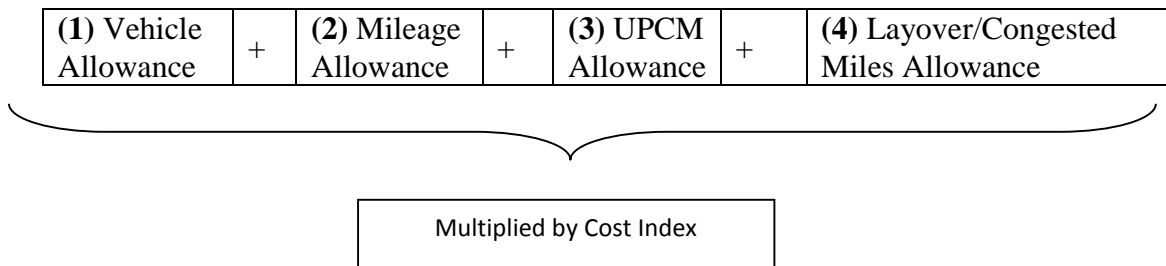 (1) Vehicle + (2) Mileage + (3) UPCM + (4) Layover/Congested
Allowance Allowance Allowance Miles Allowance
Multiplied by Cost Index